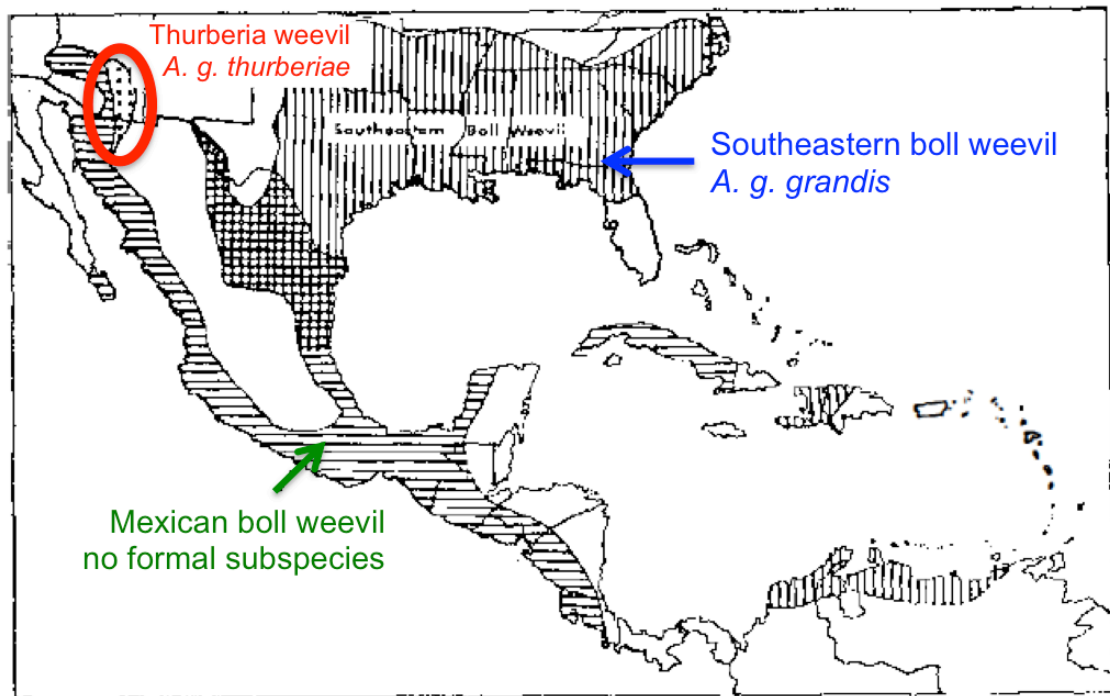 Thurberia weevil
A. g. thurberiae
Southeastern Boll Weevil
Southeastern boll weevil
A. g. grandis
Mexican boll weevil
no formal subspecies